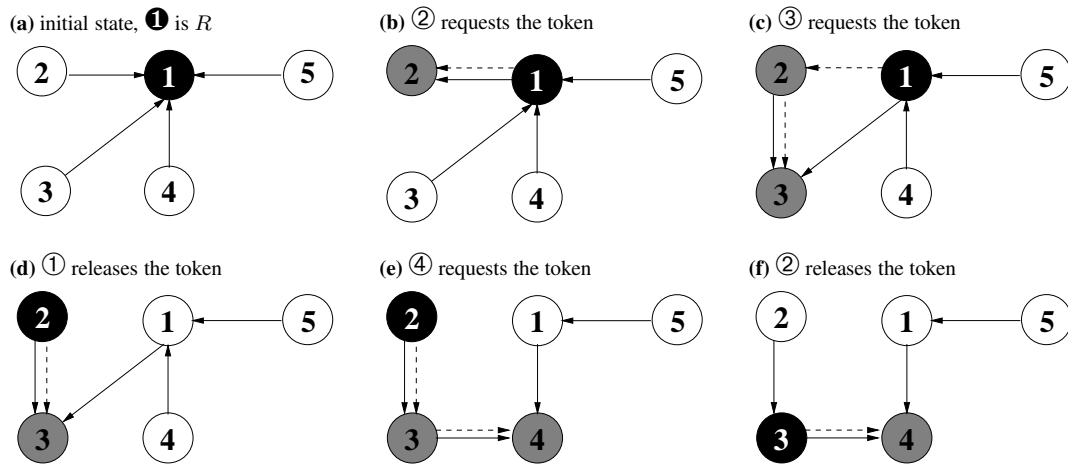 (a) initial state, ❶ is R
(b) ② requests the token
(c) ③ requests the token
2 1 5
2 1 5
2 1 5
3 4
3 4
3 4
(d) ① releases the token
(e) ④ requests the token
(f) ② releases the token
2 1 5
2 1 5
2 1 5
3 4
3 4
3 4